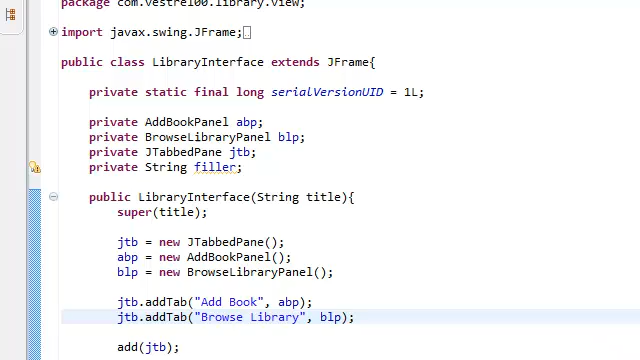 package com.vestrel00.library.view;
import javax.swing.JFrame;
public class LibraryInterface extends JFrame{
private static final long serialVersionUID = 1L;
private AddBookPanel abp;
private BrowseLibraryPanel blp;
private JTabbedPane jtb;
private String filler;
public LibraryInterface(String title){
super(title);
jtb = new JTabbedPane();
abp = new AddBookPanel();
blp = new BrowseLibraryPanel();
jtb.addTab("Add Book", abp);
jtb.addTab("Browse Library", blp);
add(jtb);